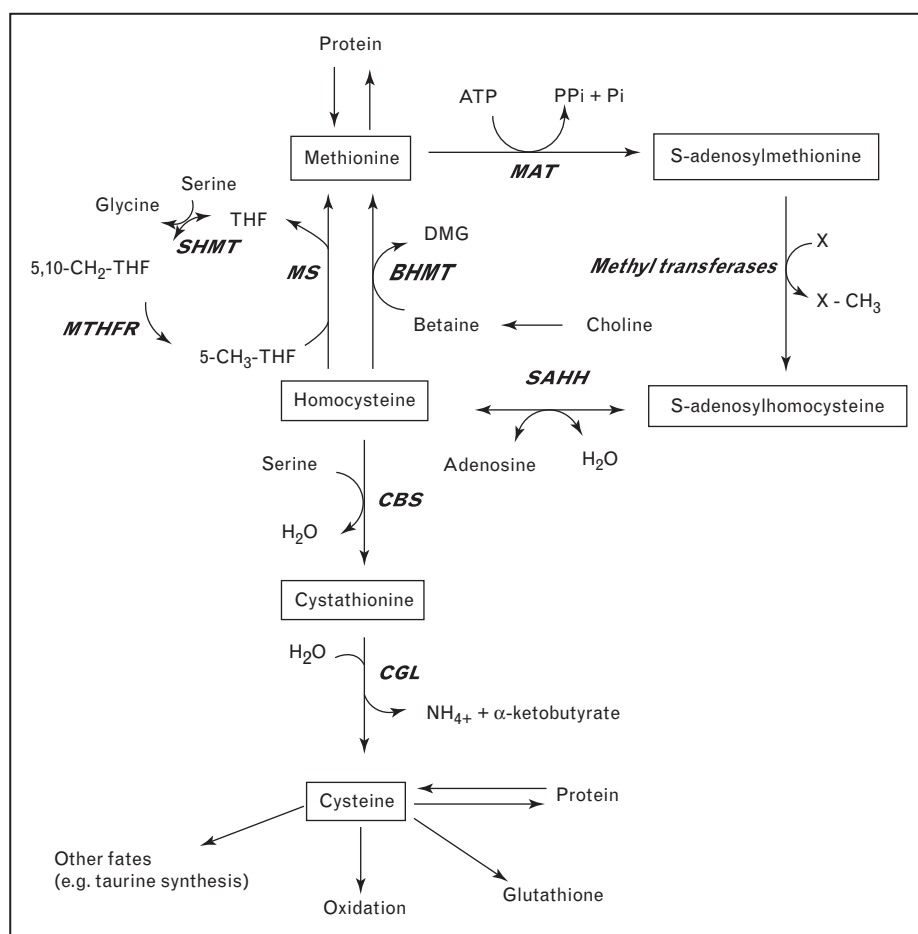 Protein
ATP
PPi + Pi
Methionine
MAT
S-adenosylmethionine
Serine
Glycine
THF
SHMT
DMG
5,10-CH₂-THF
MS
BHMT
Methyl transferases
X
X - CH₃
MTHFR
Betaine
Choline
5-CH₃-THF
SAHH
Homocysteine
S-adenosylhomocysteine
Serine
Adenosine
H₂O
CBS
H₂O
Cystathionine
H₂O
CGL
NH₄₊ + α-ketobutyrate
Cysteine
Protein
Other fates
(e.g. taurine synthesis)
Oxidation
Glutathione